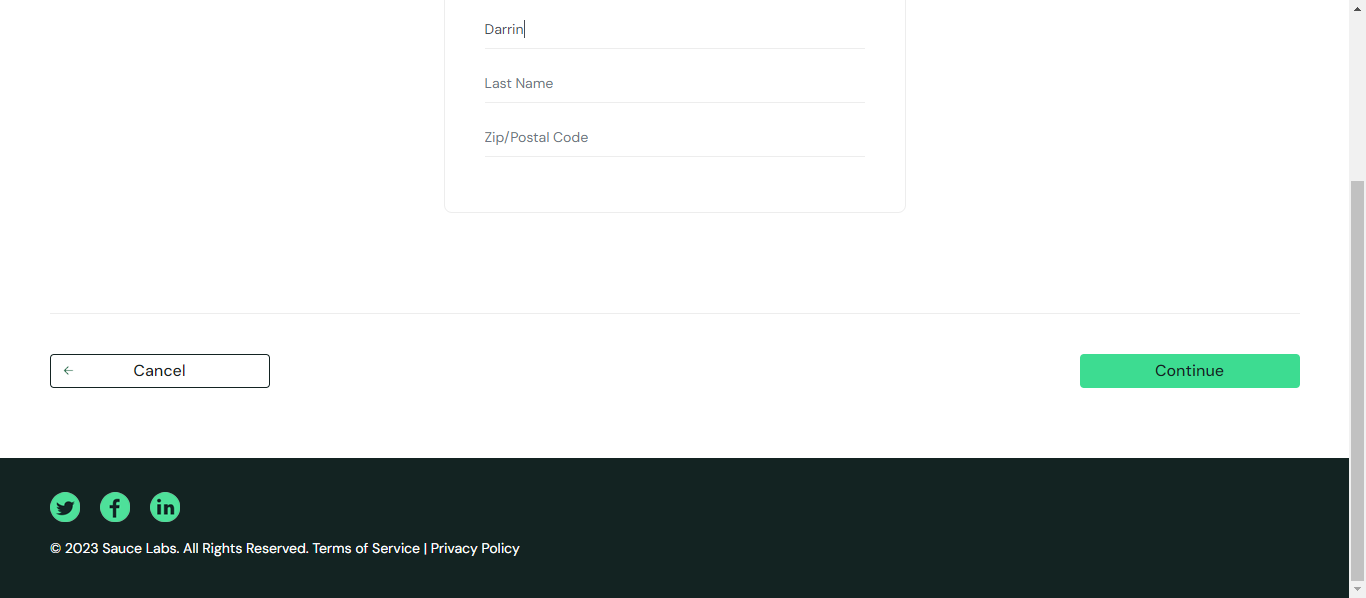 Darrin
Last Name
Zip/Postal Code
Cancel
Continue
© 2023 Sauce Labs. All Rights Reserved. Terms of Service | Privacy Policy